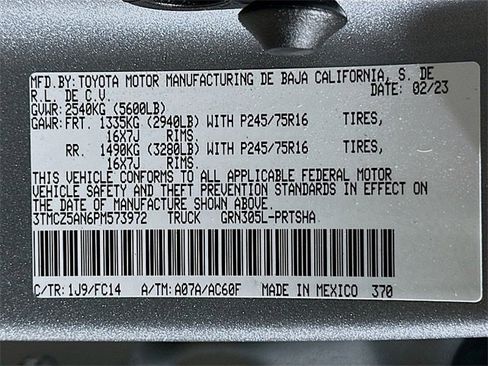 MFD.BY: TOYOTA MOTOR MANUFACTURING DE BAJA CALIFORNIA, S. DE
R.L. DE C.V. DATE: 02/23
GVWR: 2540KG (5600LB)
GAWR: FRT. 1335KG (2940LB) WITH P245/75R16 TIRES,
16X7J RIMS.
RR. 1490KG (3280LB) WITH P245/75R16 TIRES,
16X7J RIMS.
THIS VEHICLE CONFORMS TO ALL APPLICABLE FEDERAL MOTOR
VEHICLE SAFETY AND THEFT PREVENTION STANDARDS IN EFFECT ON
THE DATE OF MANUFACTURE SHOWN ABOVE.
3TMCZ5AN6PM573972 TRUCK GRN305L-PRTSHA
C/TR: 1J9/FC14 A/TM: A07A/AC60F MADE IN MEXICO 370